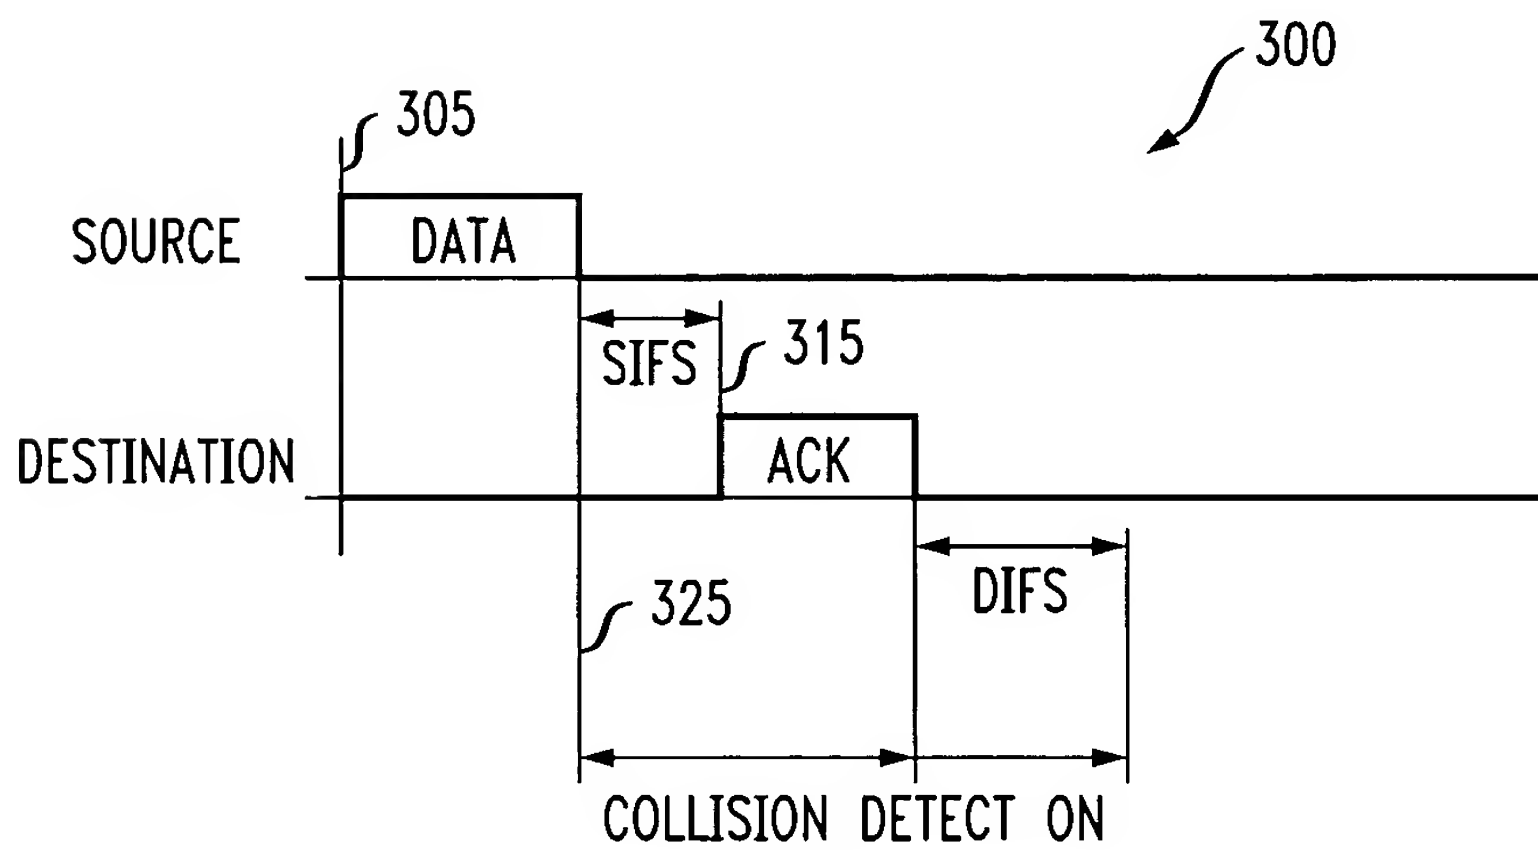 300
305
SOURCE
DATA
SIFS
315
DESTINATION
ACK
DIFS
325
COLLISION DETECT ON